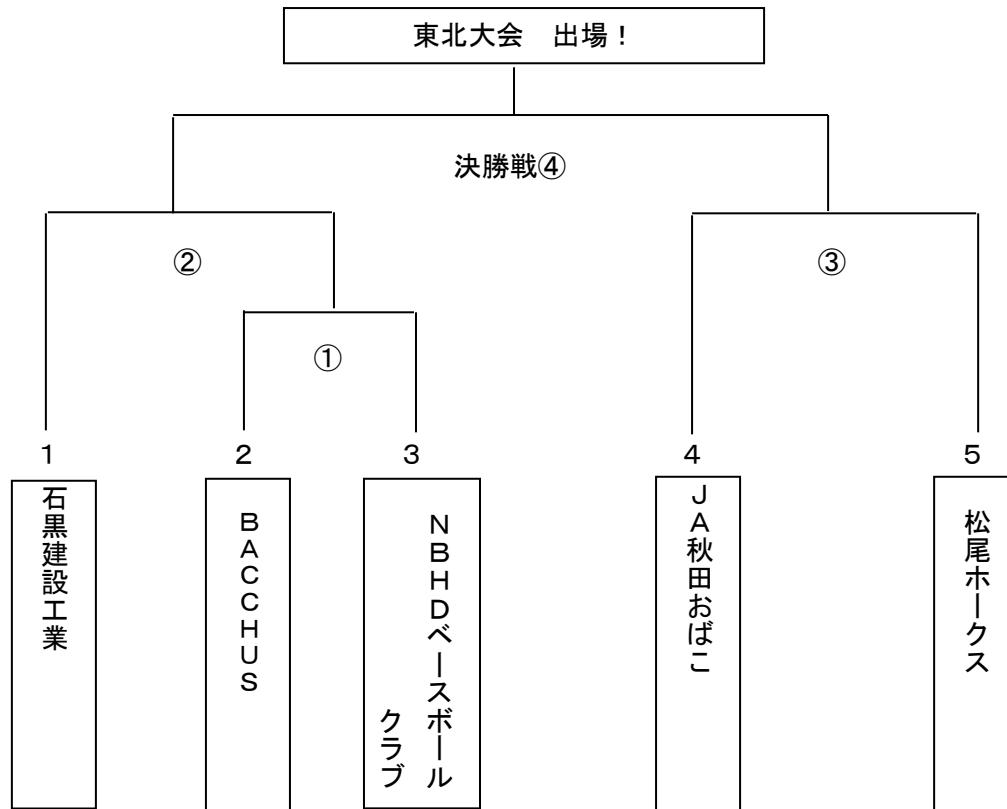 東北大会　出場！
決勝戦④
②
③
①
１
２
３
４
５
石黒建設工業
ＢＡＣＣＨＵＳ
ＮＢＨＤベースボール
クラブ
ＪＡ秋田おばこ
松尾ホークス